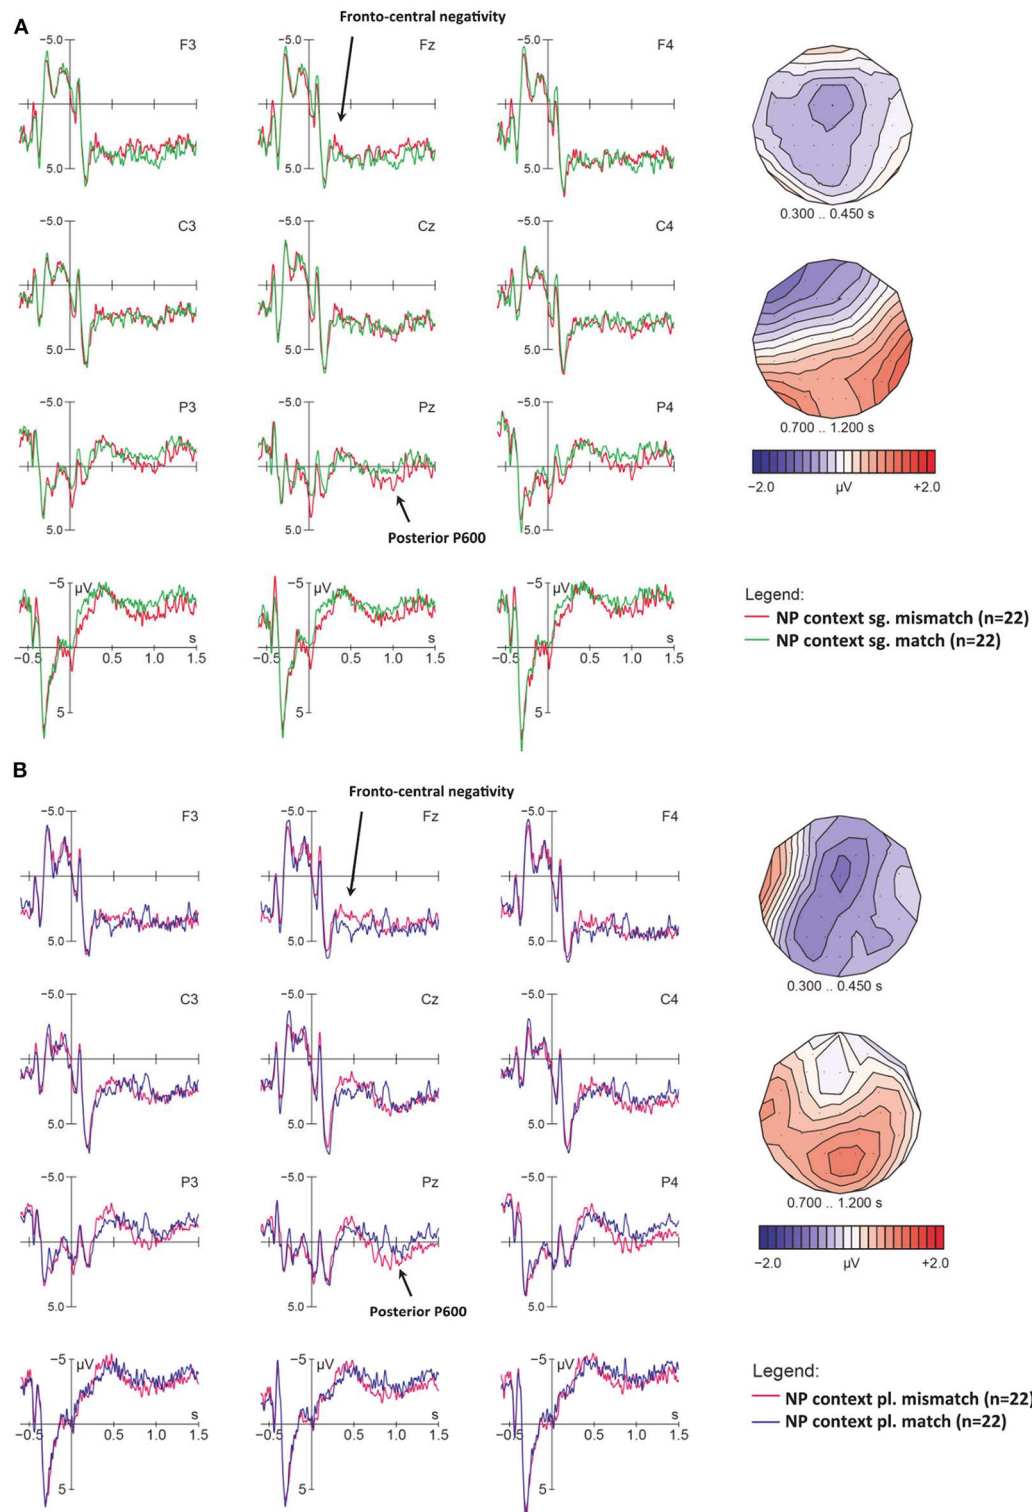 A
Fronto-central negativity
−5.0 F3 −5.0 Fz −5.0 F4
5.0 5.0 5.0
0.300 .. 0.450 s
−5.0 C3 −5.0 Cz −5.0 C4
5.0 5.0 5.0
−5.0 P3 −5.0 Pz −5.0 P4
0.700 .. 1.200 s
−2.0 µV +2.0
5.0 5.0 5.0
Posterior P600
−5 µV −5 µV −5 µV
Legend:
NP context sg. mismatch (n=22)
NP context sg. match (n=22)
s s s
−0.5 0.5 1.0 1.5 −0.5 0.5 1.0 1.5 −0.5 0.5 1.0 1.5
5 5 5
B
Fronto-central negativity
−5.0 F3 −5.0 Fz −5.0 F4
5.0 5.0 5.0
0.300 .. 0.450 s
−5.0 C3 −5.0 Cz −5.0 C4
5.0 5.0 5.0
−5.0 P3 −5.0 Pz −5.0 P4
0.700 .. 1.200 s
−2.0 µV +2.0
5.0 5.0 5.0
Posterior P600
−5 µV −5 µV −5 µV
Legend:
NP context pl. mismatch (n=22)
NP context pl. match (n=22)
s s s
−0.5 0.5 1.0 1.5 −0.5 0.5 1.0 1.5 −0.5 0.5 1.0 1.5
5 5 5